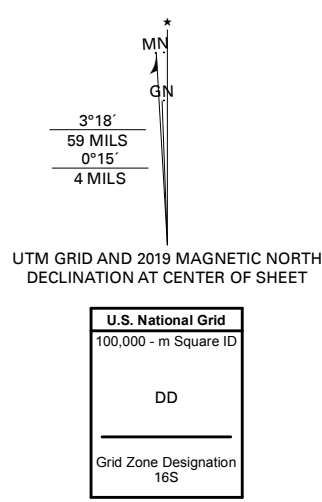 MN
GN
3°18´
59 MILS
0°15´
4 MILS
UTM GRID AND 2019 MAGNETIC NORTH
DECLINATION AT CENTER OF SHEET
U.S. National Grid
100,000 - m Square ID
DD
Grid Zone Designation
16S